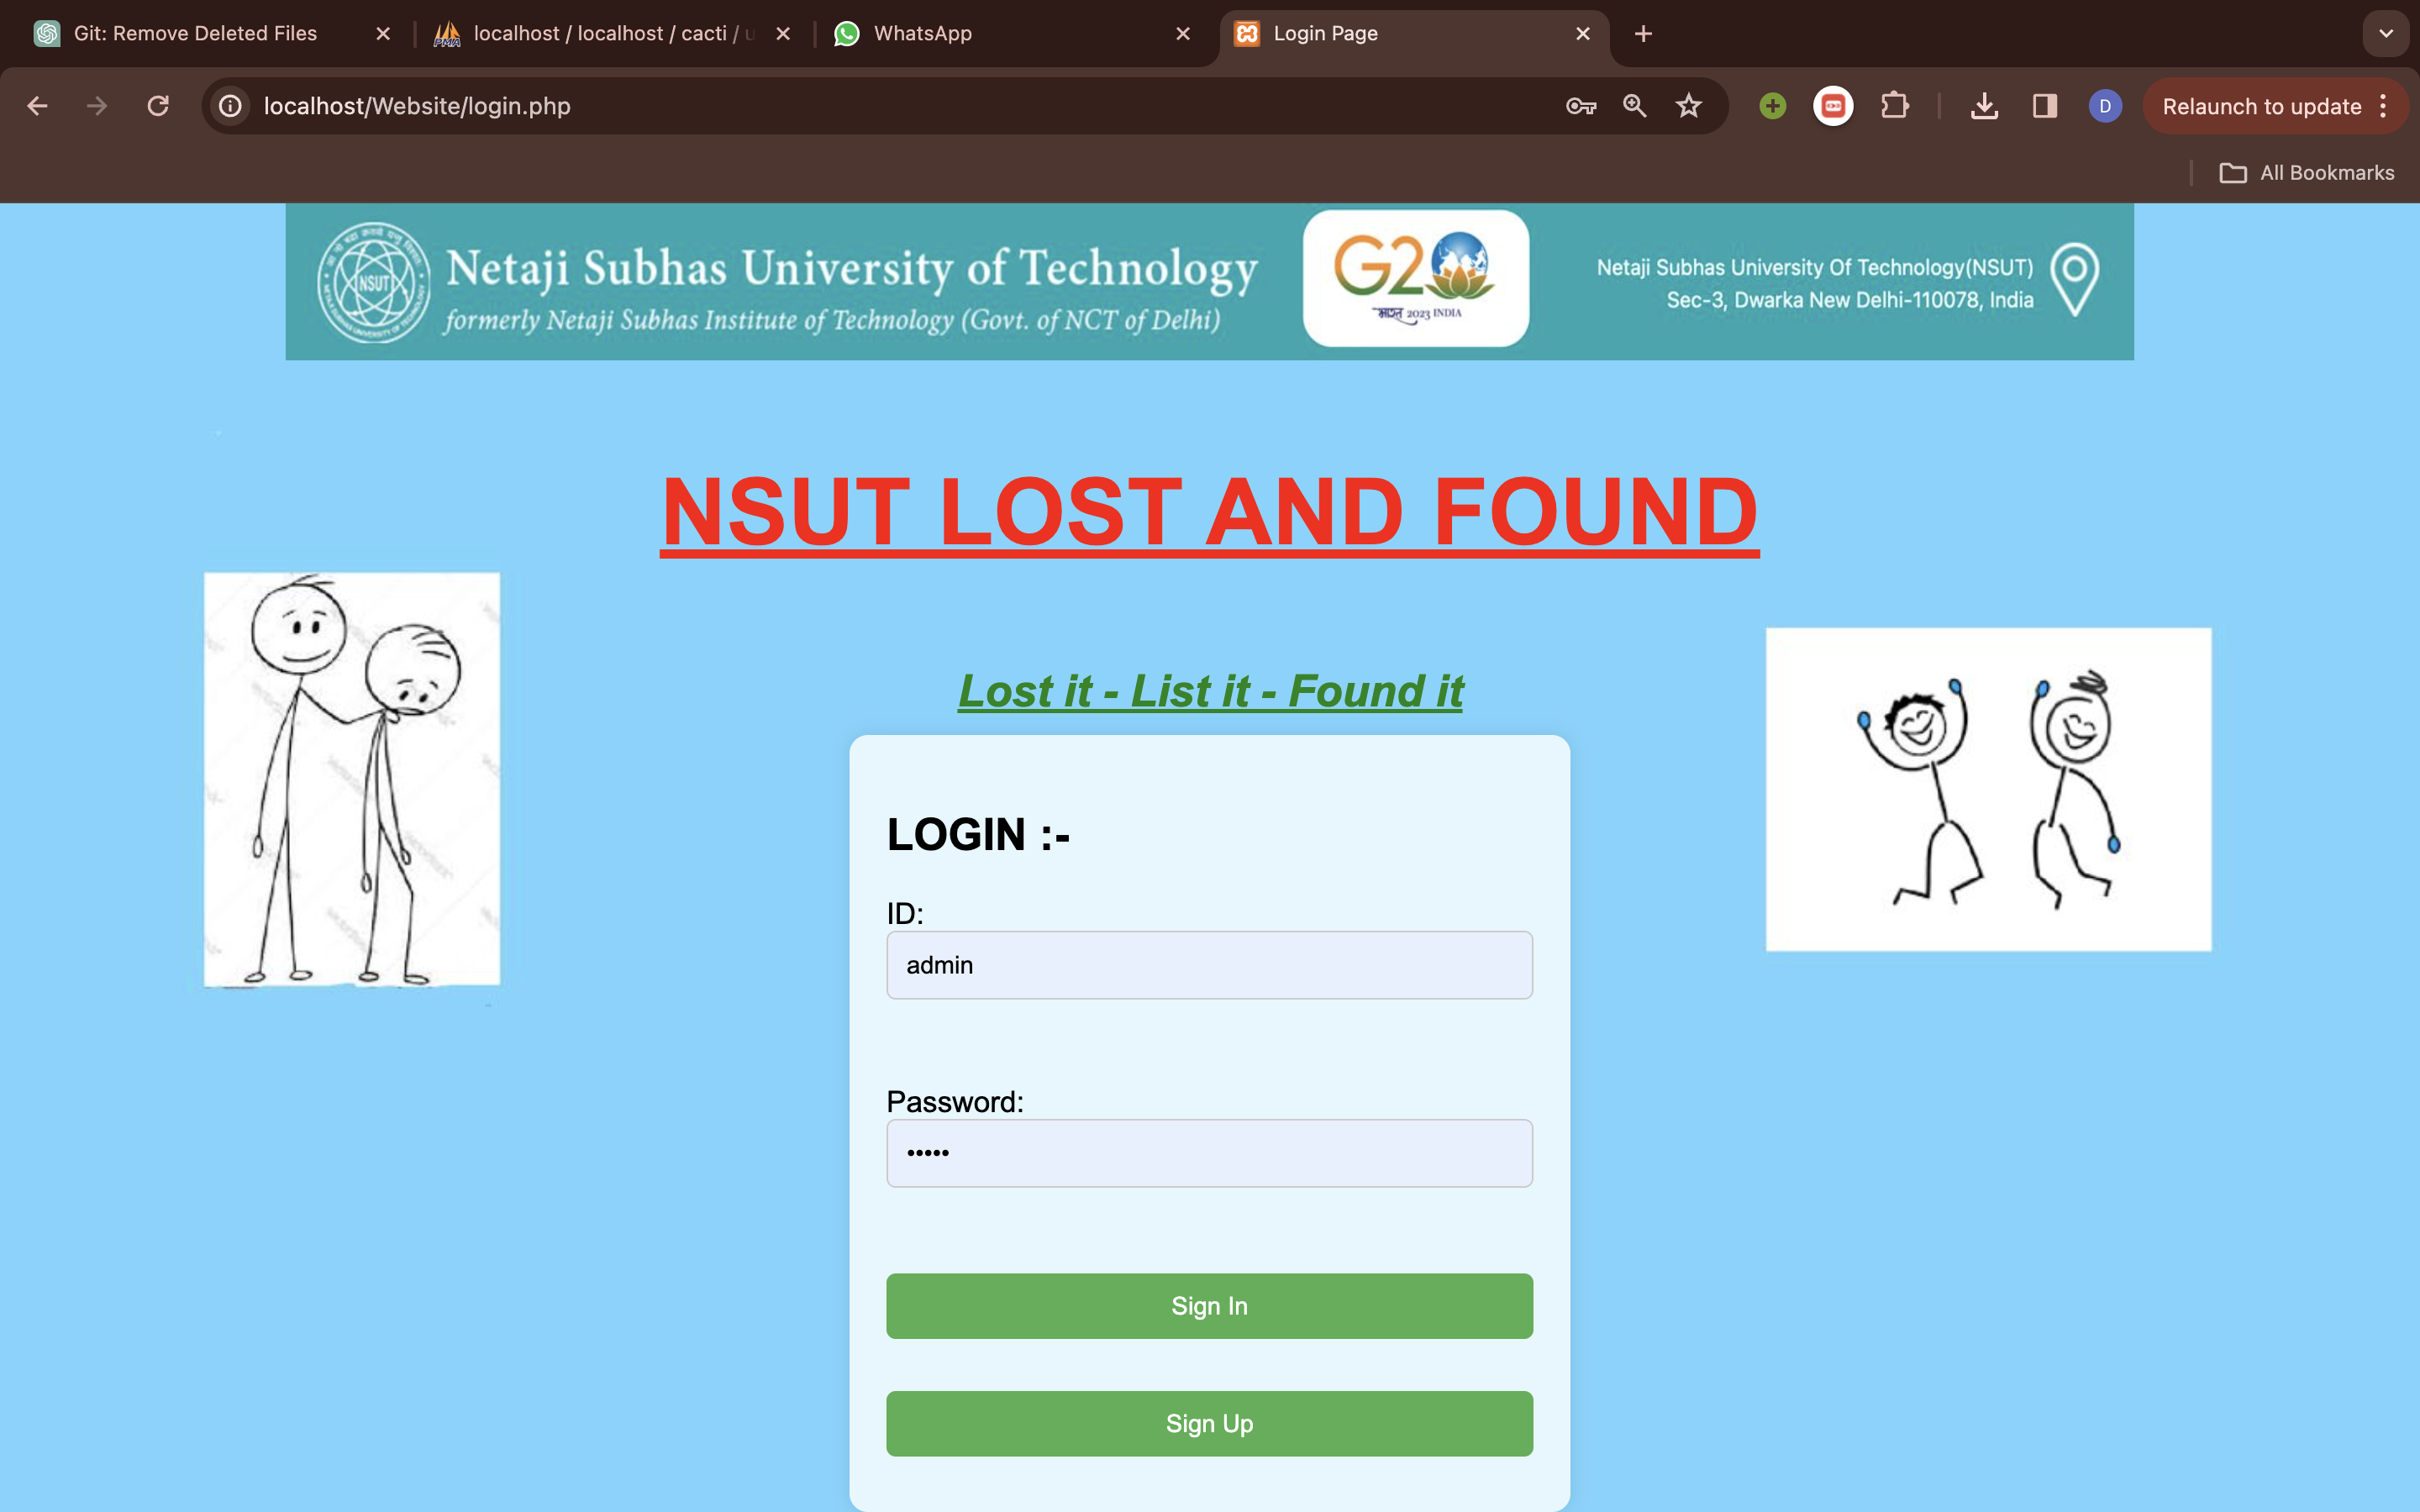 Git: Remove Deleted Files
localhost / localhost / cacti /
WhatsApp
Login Page
localhost/Website/login.php
D
Relaunch to update
All Bookmarks
NSUT
Netaji Subhas University of Technology
formerly Netaji Subhas Institute of Technology (Govt. of NCT of Delhi)
G20
भारत 2023 INDIA
Netaji Subhas University Of Technology(NSUT)
Sec-3, Dwarka New Delhi-110078, India
NSUT LOST AND FOUND
Lost it - List it - Found it
LOGIN :-
ID:
admin
Password:
•••••
Sign In
Sign Up